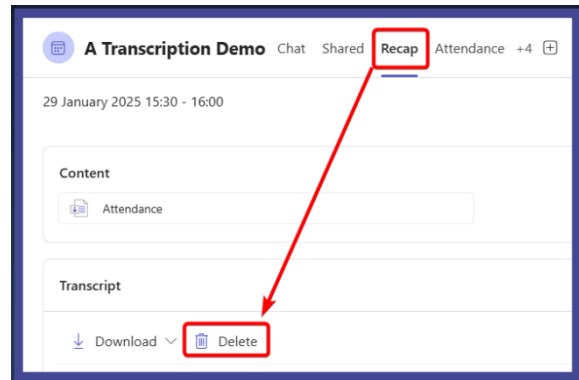 A Transcription Demo Chat Shared Recap Attendance +4
29 January 2025 15:30 - 16:00
Content
Attendance
Transcript
Download Delete